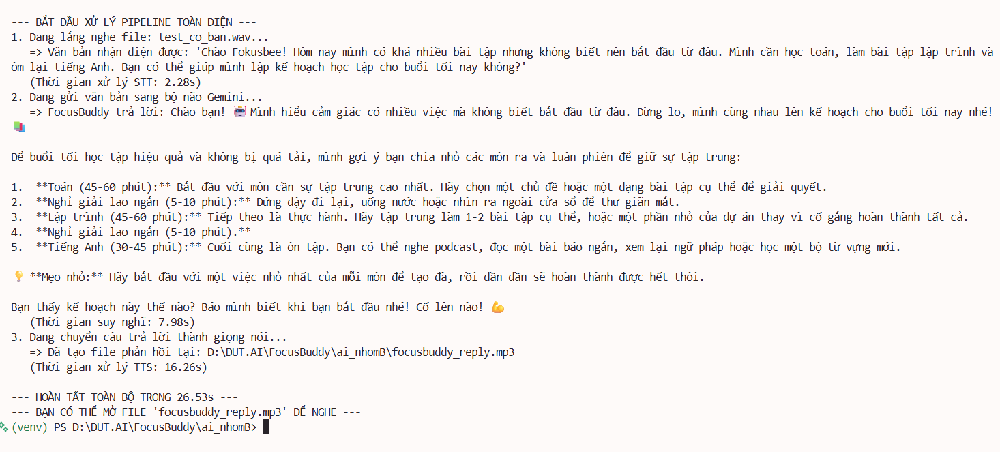 --- BẮT ĐẦU XỬ LÝ PIPELINE TOÀN DIỆN ---
1. Đang lắng nghe file: test_co_ban.wav...
=> Văn bản nhận diện được: 'Chào Fokusbee! Hôm nay mình có khá nhiều bài tập nhưng không biết nên bắt đầu từ đâu. Mình cần học toán, làm bài tập lập trình và
ôm lại tiếng Anh. Bạn có thể giúp mình lập kế hoạch học tập cho buổi tối nay không?'
(Thời gian xử lý STT: 2.28s)
2. Đang gửi văn bản sang bộ não Gemini...
=> FocusBuddy trả lời: Chào bạn! 🤖 Mình hiểu cảm giác có nhiều việc mà không biết bắt đầu từ đâu. Đừng lo, mình cùng nhau lên kế hoạch cho buổi tối nay nhé!
📚
Để buổi tối học tập hiệu quả và không bị quá tải, mình gợi ý bạn chia nhỏ các môn ra và luân phiên để giữ sự tập trung:
1.  **Toán (45-60 phút):** Bắt đầu với môn cần sự tập trung cao nhất. Hãy chọn một chủ đề hoặc một dạng bài tập cụ thể để giải quyết.
2.  **Nghỉ giải lao ngắn (5-10 phút):** Đứng dậy đi lại, uống nước hoặc nhìn ra ngoài cửa sổ để thư giãn mắt.
3.  **Lập trình (45-60 phút):** Tiếp theo là thực hành. Hãy tập trung làm 1-2 bài tập cụ thể, hoặc một phần nhỏ của dự án thay vì cố gắng hoàn thành tất cả.
4.  **Nghỉ giải lao ngắn (5-10 phút).**
5.  **Tiếng Anh (30-45 phút):** Cuối cùng là ôn tập. Bạn có thể nghe podcast, đọc một bài báo ngắn, xem lại ngữ pháp hoặc học một bộ từ vựng mới.
💡 **Mẹo nhỏ:** Hãy bắt đầu với một việc nhỏ nhất của mỗi môn để tạo đà, rồi dần dần sẽ hoàn thành được hết thôi.
Bạn thấy kế hoạch này thế nào? Báo mình biết khi bạn bắt đầu nhé! Cố lên nào! 💪
(Thời gian suy nghĩ: 7.98s)
3. Đang chuyển câu trả lời thành giọng nói...
=> Đã tạo file phản hồi tại: D:\DUT.AI\FocusBuddy\ai_nhomB\focusbuddy_reply.mp3
(Thời gian xử lý TTS: 16.26s)
--- HOÀN TẤT TOÀN BỘ TRONG 26.53s ---
--- BẠN CÓ THỂ MỞ FILE 'focusbuddy_reply.mp3' ĐỂ NGHE ---
(venv) PS D:\DUT.AI\FocusBuddy\ai_nhomB>